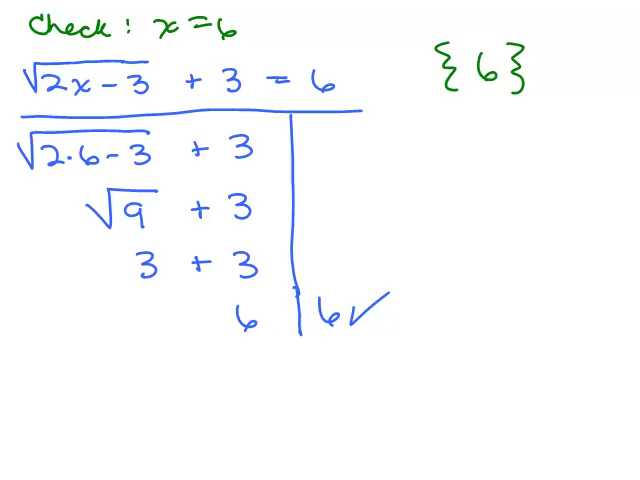 check: x = 6
{6}
√2x - 3 + 3 = 6
√2·6 - 3 + 3
√9 + 3
3 + 3
6 | 6 ✓